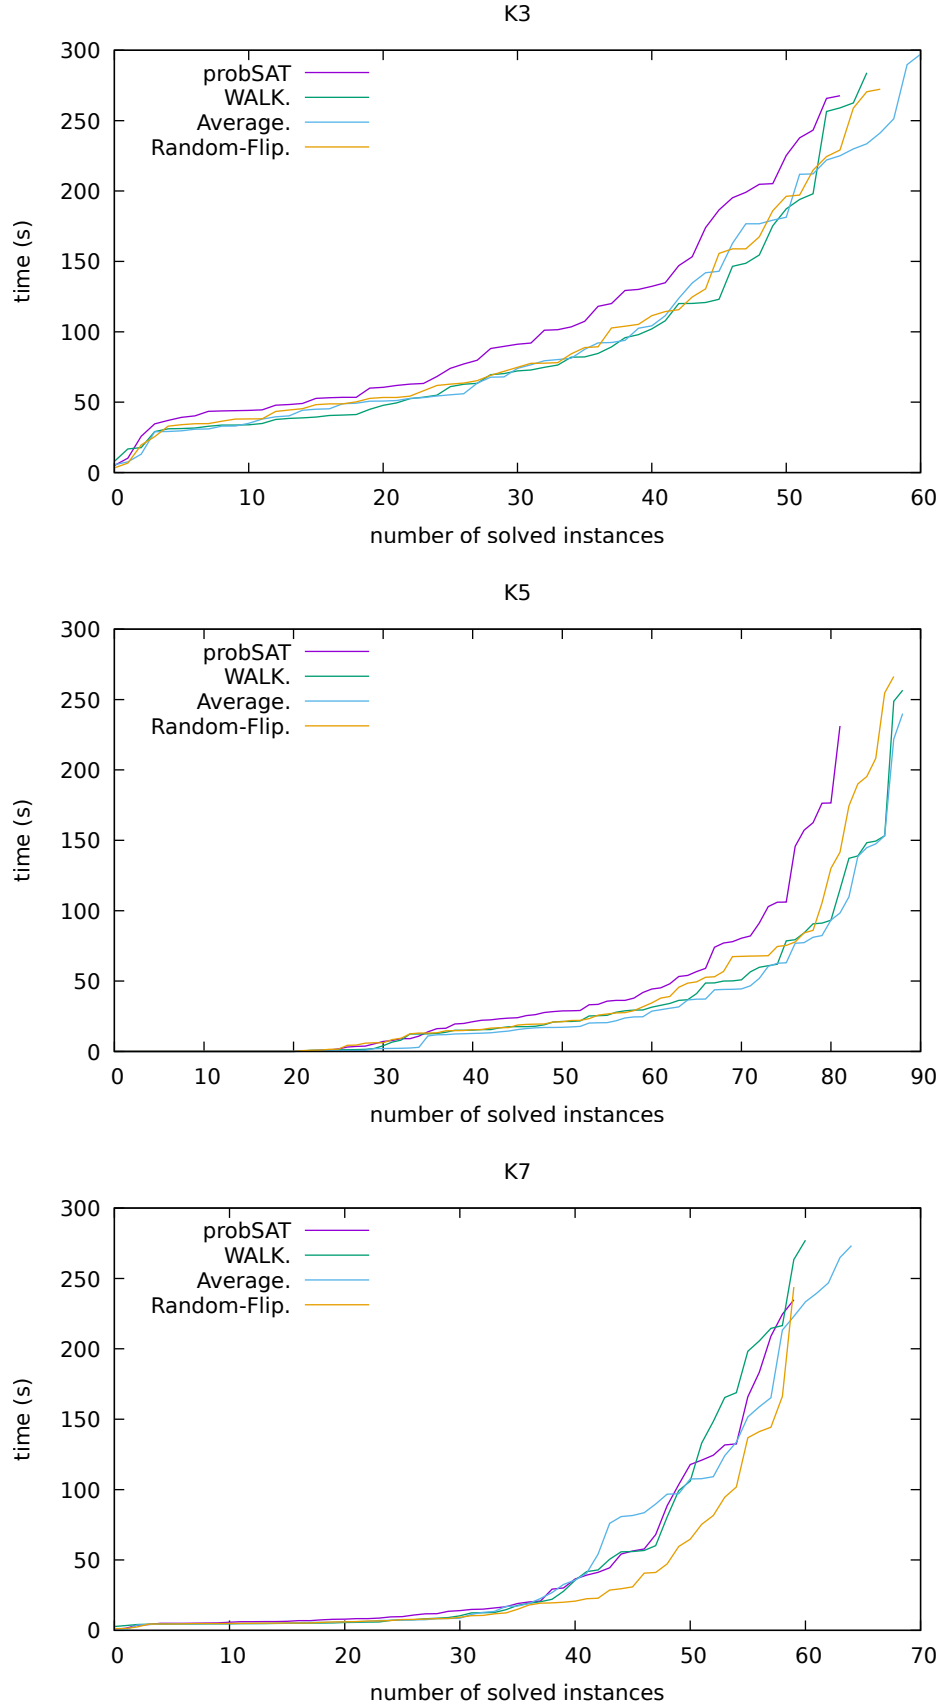 K3
300
250
200
150
100
50
0
time (s)
probSAT
WALK.
Average.
Random-Flip.
0 10 20 30 40 50 60
number of solved instances
K5
300
250
200
150
100
50
0
time (s)
probSAT
WALK.
Average.
Random-Flip.
0 10 20 30 40 50 60 70 80 90
number of solved instances
K7
300
250
200
150
100
50
0
time (s)
probSAT
WALK.
Average.
Random-Flip.
0 10 20 30 40 50 60 70
number of solved instances